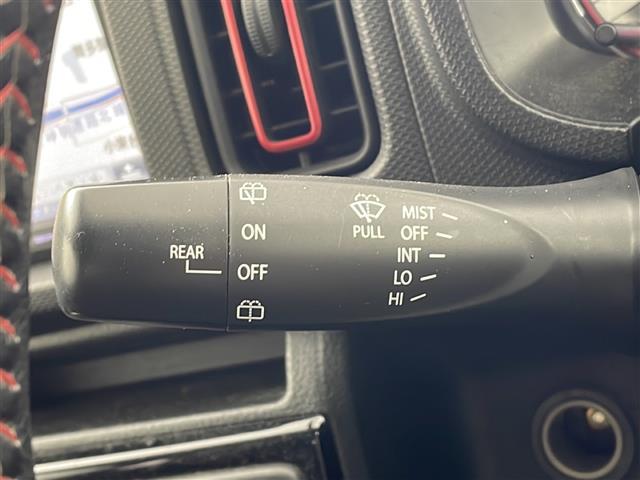 ON
REAR
OFF
PULL
MIST
OFF
INT
LO
HI